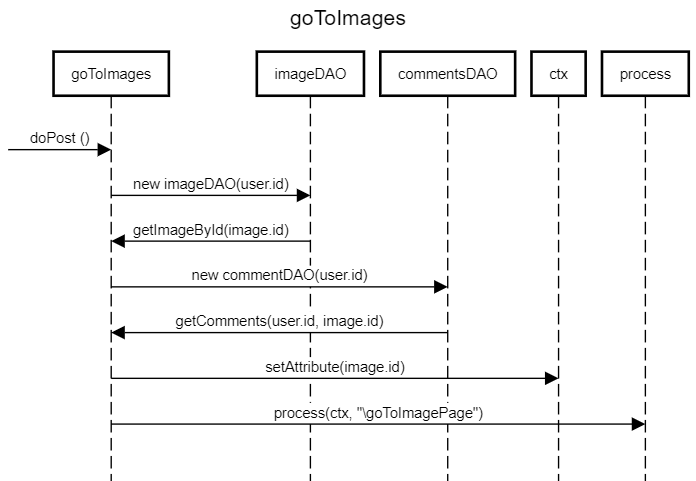 goToImages
goToImages
imageDAO
commentsDAO
ctx
process
doPost ()
new imageDAO(user.id)
getImageById(image.id)
new commentDAO(user.id)
getComments(user.id, image.id)
setAttribute(image.id)
process(ctx, "\goToImagePage")